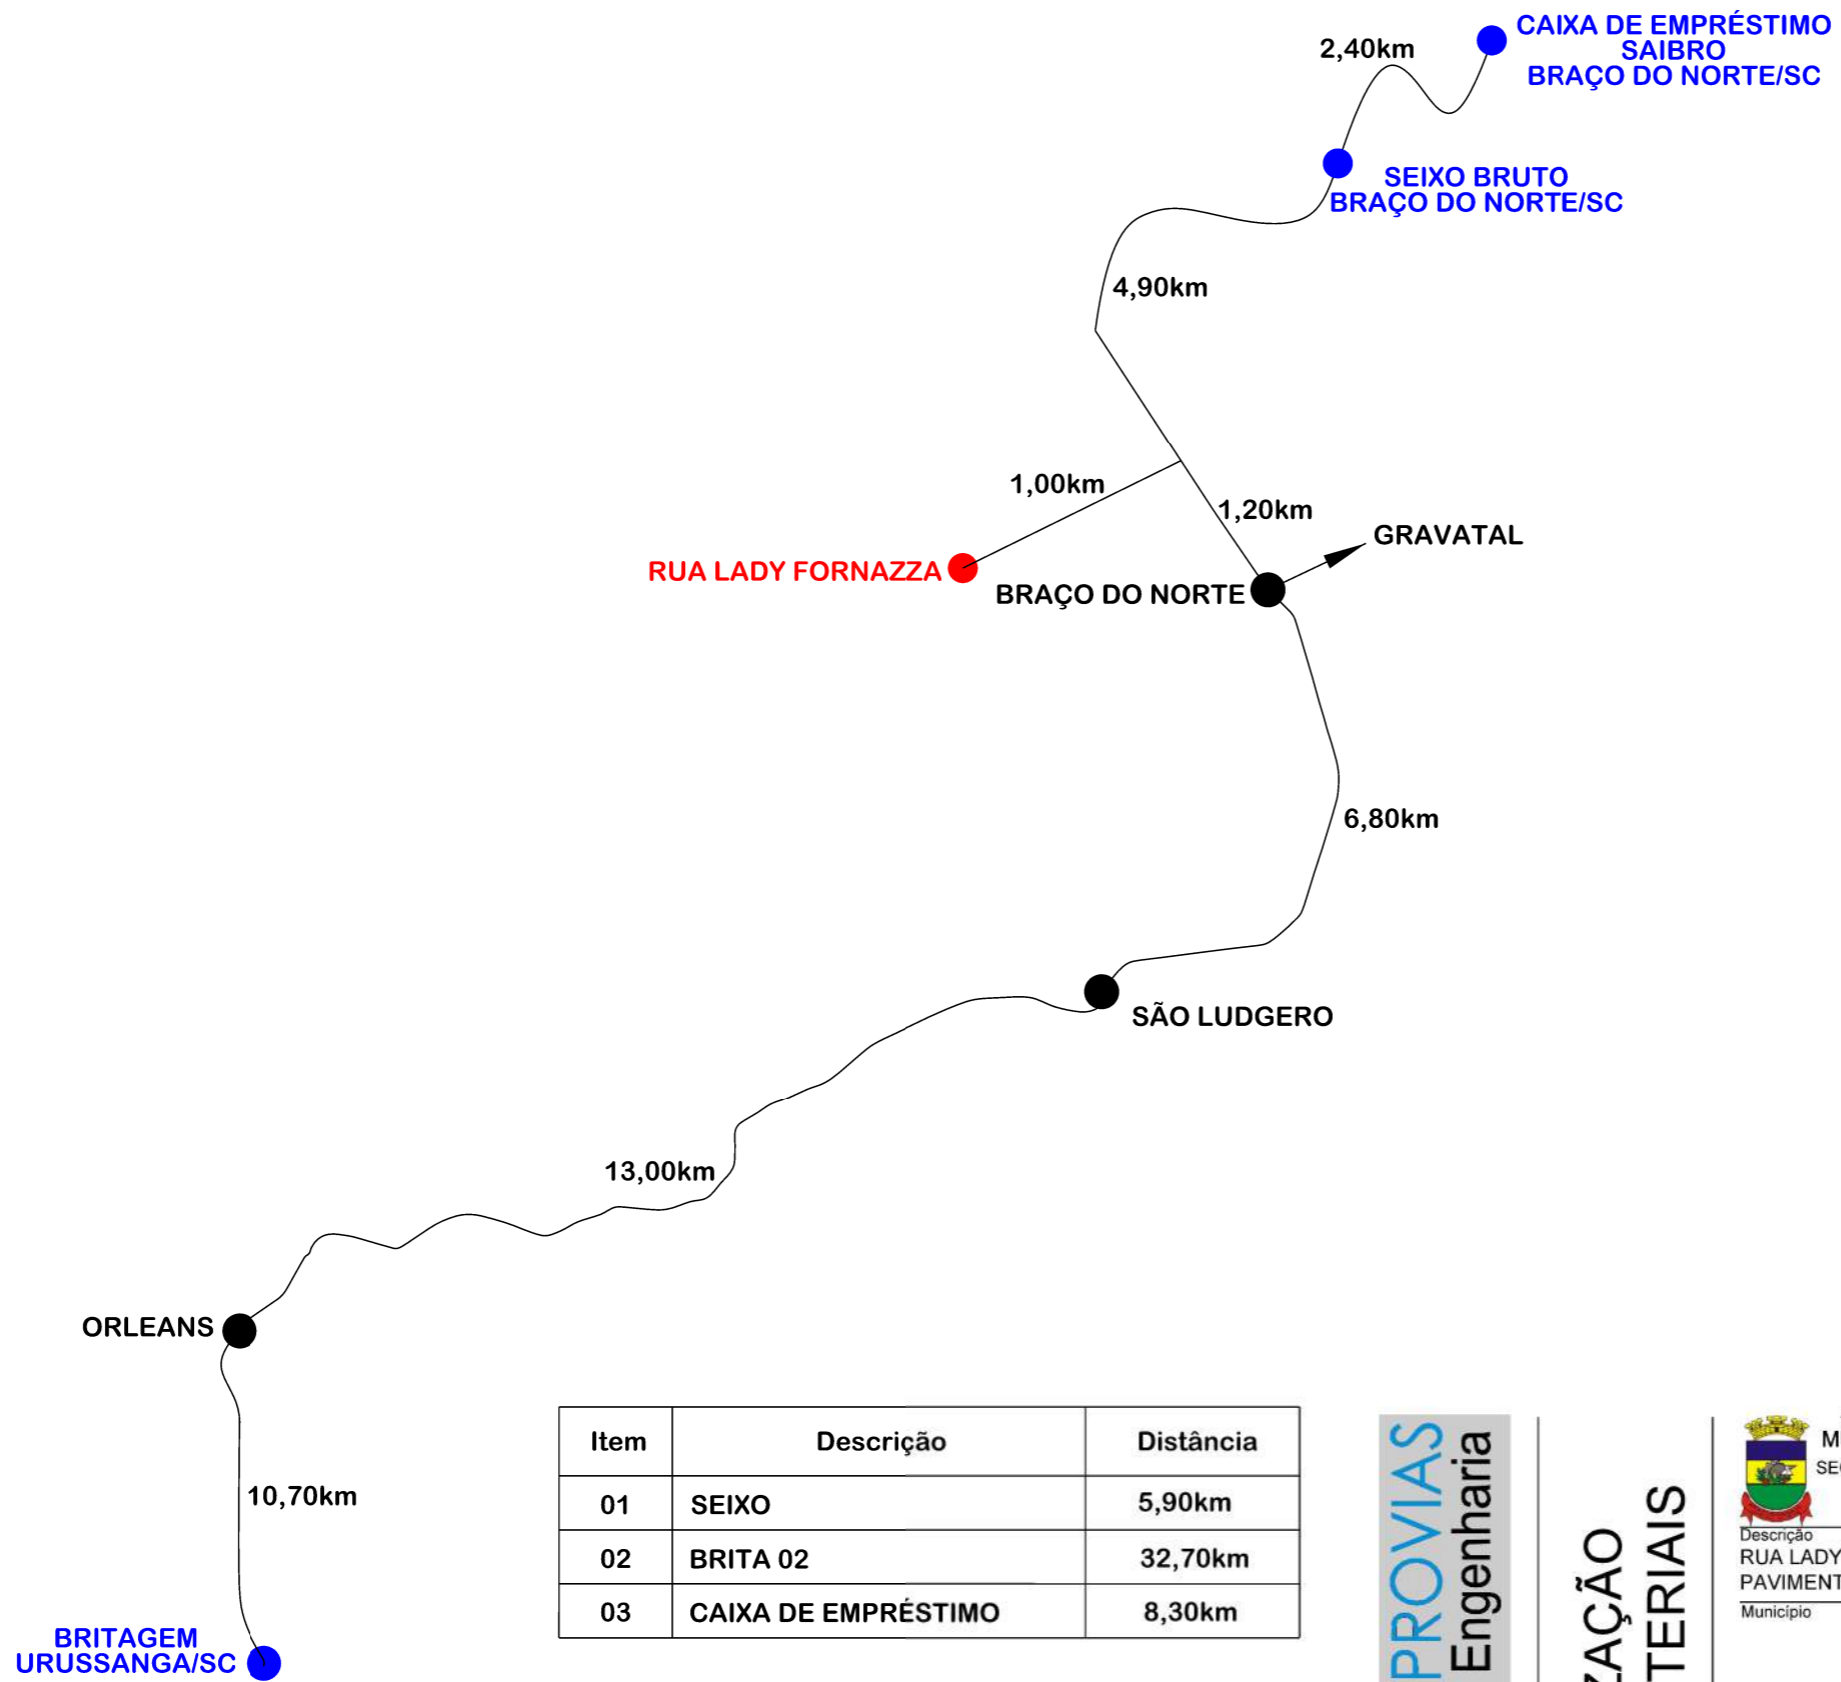 CAIXA DE EMPRÉSTIMO
SAIBRO
BRAÇO DO NORTE/SC
2,40km
SEIXO BRUTO
BRAÇO DO NORTE/SC
4,90km
1,00km
1,20km
GRAVATAL
RUA LADY FORNAZZA
BRAÇO DO NORTE
6,80km
SÃO LUDGERO
13,00km
ORLEANS
10,70km
BRITAGEM
URUSSANGA/SC
Item Descrição Distância
01 SEIXO 5,90km
02 BRITA 02 32,70km
03 CAIXA DE EMPRÉSTIMO 8,30km
PROVIAS
Engenharia
ZAÇÃO
TERIAIS
Descrição
RUA LADY
PAVIMENT
Município